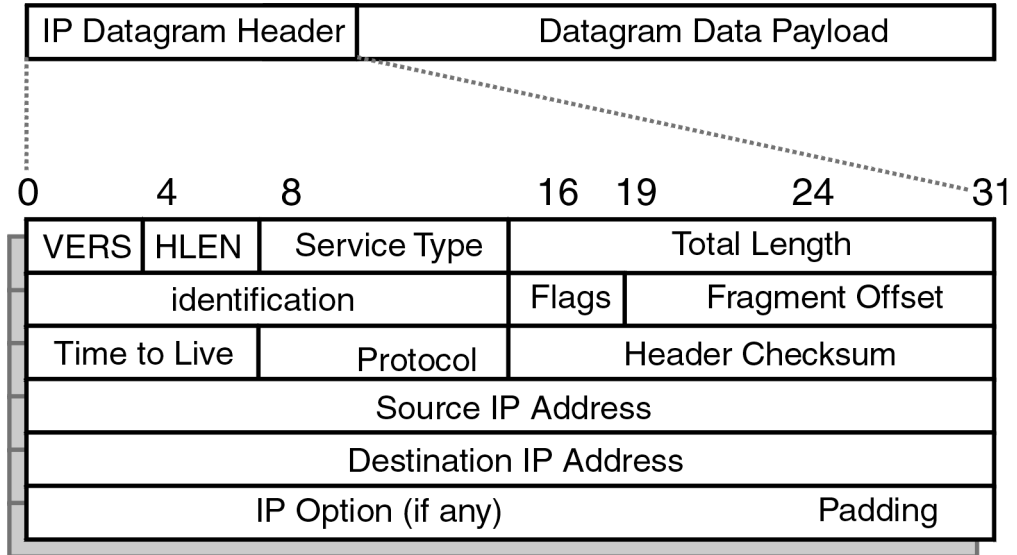 IP Datagram Header Datagram Data Payload
0 4 8 16 19 24 31
VERS HLEN Service Type Total Length
identification Flags Fragment Offset
Time to Live Protocol Header Checksum
Source IP Address
Destination IP Address
IP Option (if any) Padding